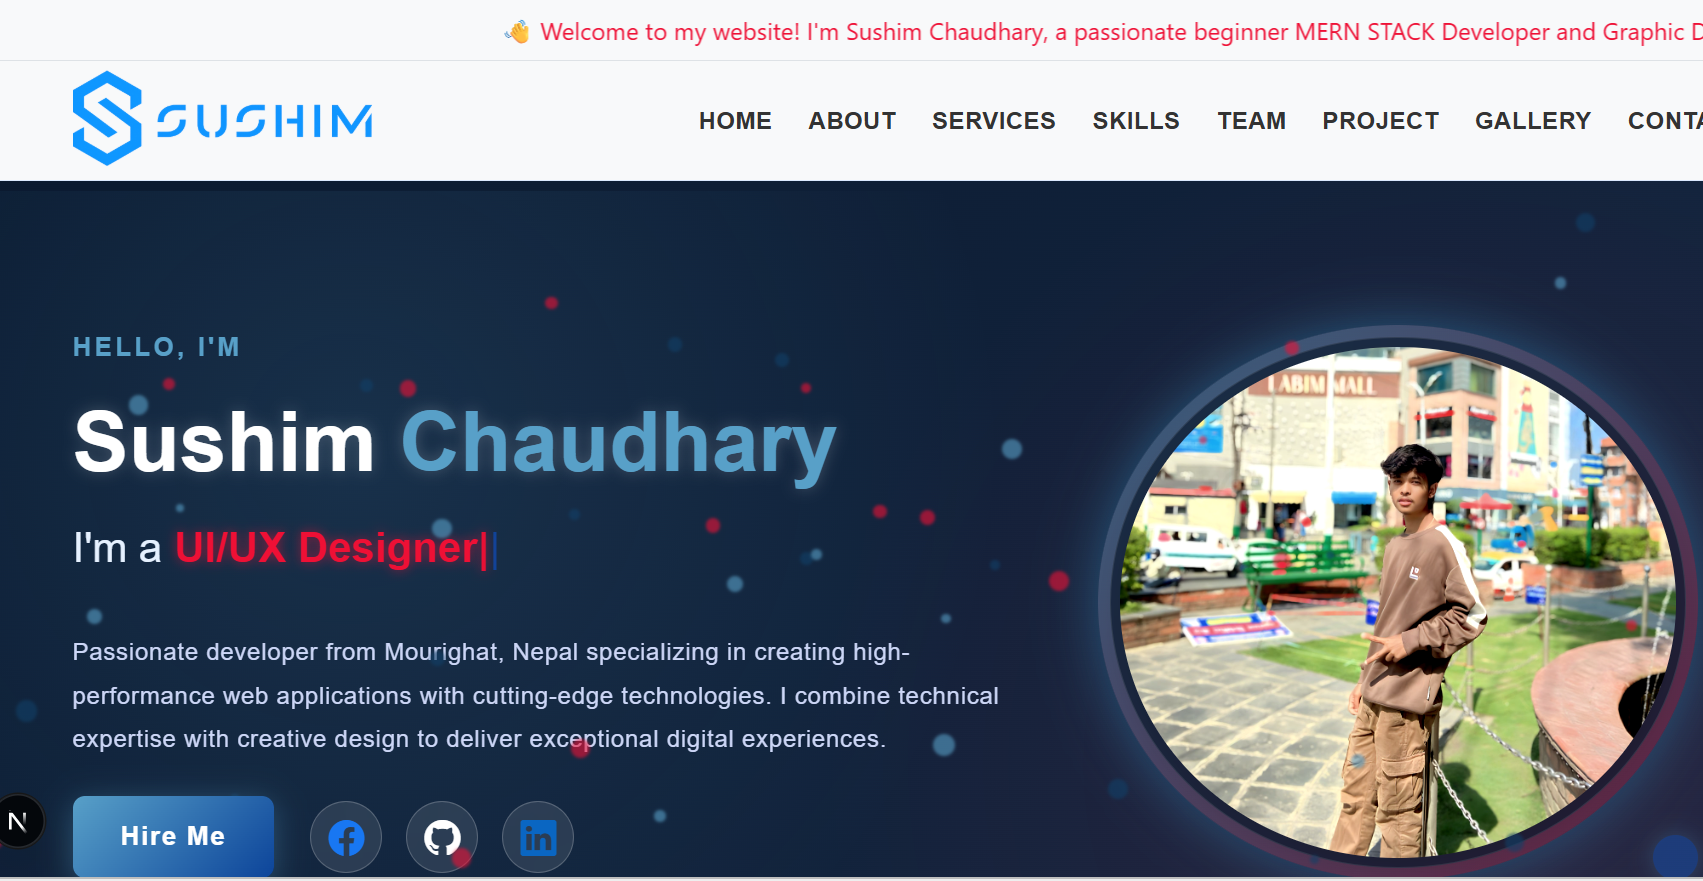 👋 Welcome to my website! I'm Sushim Chaudhary, a passionate beginner MERN STACK Developer and Graphic D
SUSHIM
HOME ABOUT SERVICES SKILLS TEAM PROJECT GALLERY CONTA
HELLO, I'M
Sushim Chaudhary
I'm a UI/UX Designer|
Passionate developer from Mourighat, Nepal specializing in creating high-
performance web applications with cutting-edge technologies. I combine technical
expertise with creative design to deliver exceptional digital experiences.
Hire Me
N
in
LABIM MALL